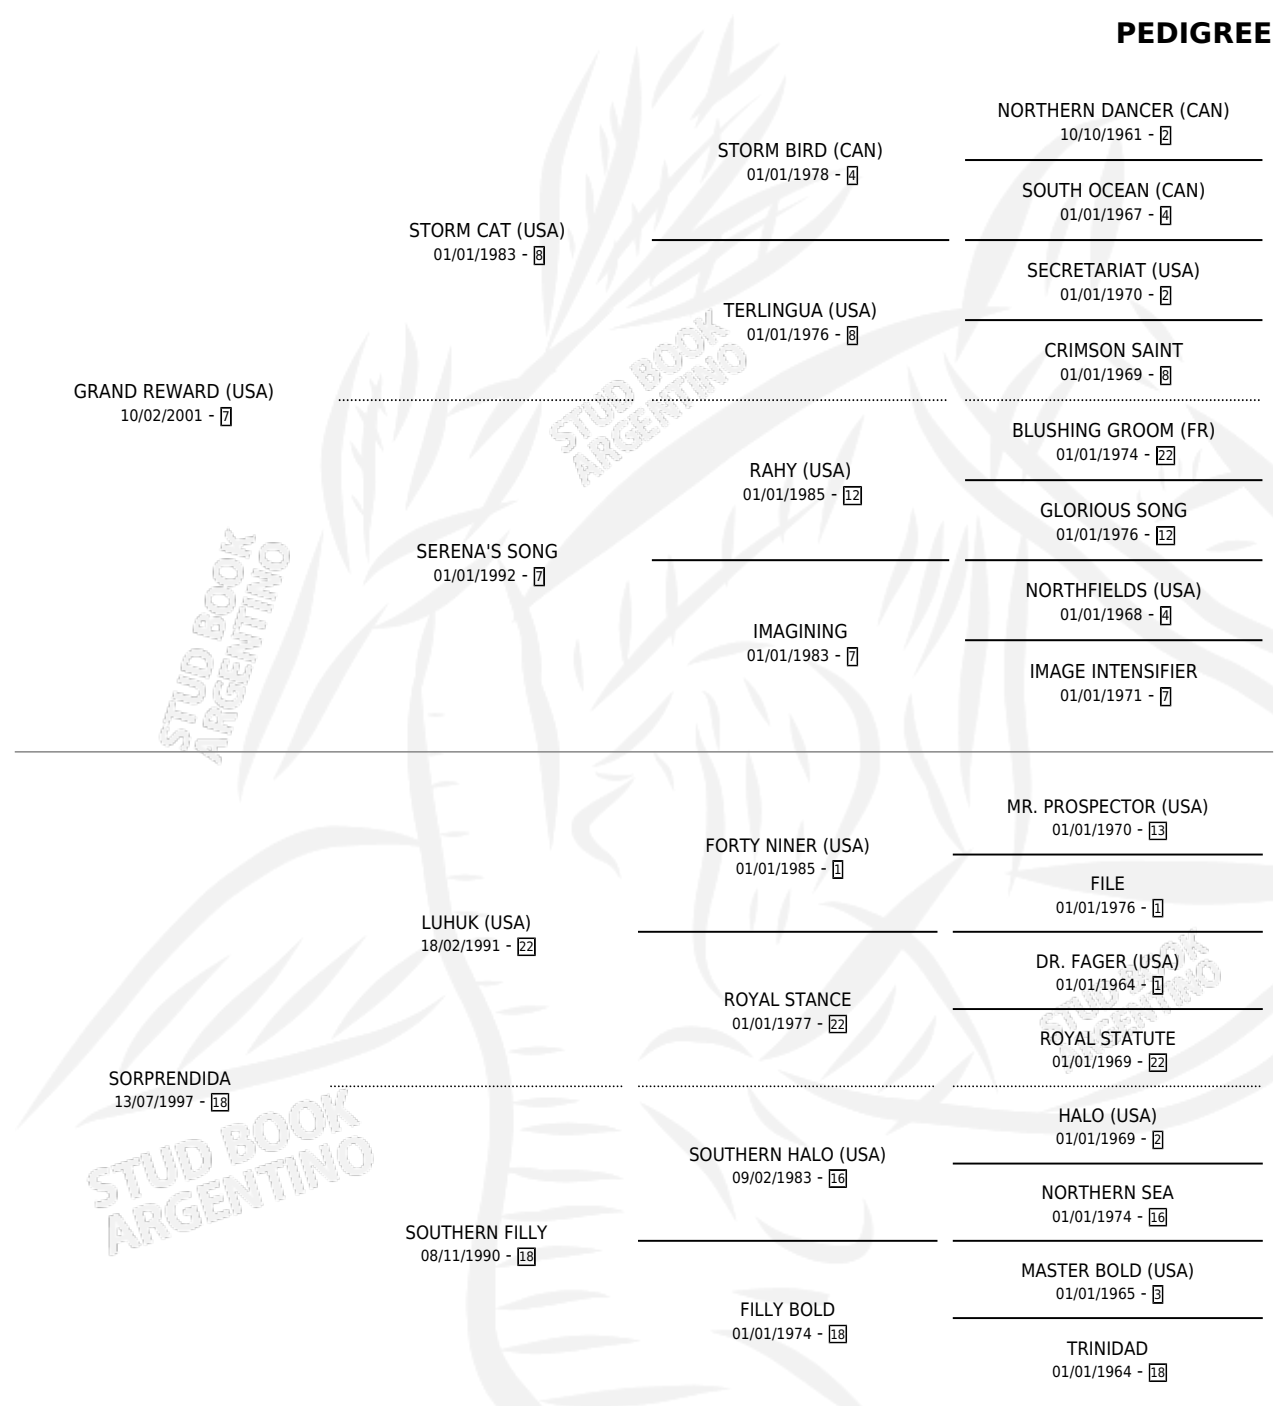 PEDIGREE
NORTHERN DANCER (CAN)
10/10/1961 - 2
STORM BIRD (CAN)
01/01/1978 - 4
SOUTH OCEAN (CAN)
01/01/1967 - 4
STORM CAT (USA)
01/01/1983 - 8
SECRETARIAT (USA)
01/01/1970 - 2
TERLINGUA (USA)
01/01/1976 - 8
CRIMSON SAINT
01/01/1969 - 8
GRAND REWARD (USA)
10/02/2001 - 7
BLUSHING GROOM (FR)
01/01/1974 - 22
RAHY (USA)
01/01/1985 - 12
GLORIOUS SONG
01/01/1976 - 12
SERENA'S SONG
01/01/1992 - 7
NORTHFIELDS (USA)
01/01/1968 - 4
IMAGINING
01/01/1983 - 7
IMAGE INTENSIFIER
01/01/1971 - 7
MR. PROSPECTOR (USA)
01/01/1970 - 13
FORTY NINER (USA)
01/01/1985 - 1
FILE
01/01/1976 - 1
LUHUK (USA)
18/02/1991 - 22
DR. FAGER (USA)
01/01/1964 - 1
ROYAL STANCE
01/01/1977 - 22
ROYAL STATUTE
01/01/1969 - 22
SORPRENDIDA
13/07/1997 - 18
HALO (USA)
01/01/1969 - 2
SOUTHERN HALO (USA)
09/02/1983 - 16
NORTHERN SEA
01/01/1974 - 16
SOUTHERN FILLY
08/11/1990 - 18
MASTER BOLD (USA)
01/01/1965 - 3
FILLY BOLD
01/01/1974 - 18
TRINIDAD
01/01/1964 - 18
STUD BOOK
ARGENTINO
STUD BOOK
ARGENTINO
STUD BOOK
ARGENTINO
STUD BOOK
ARGENTINO